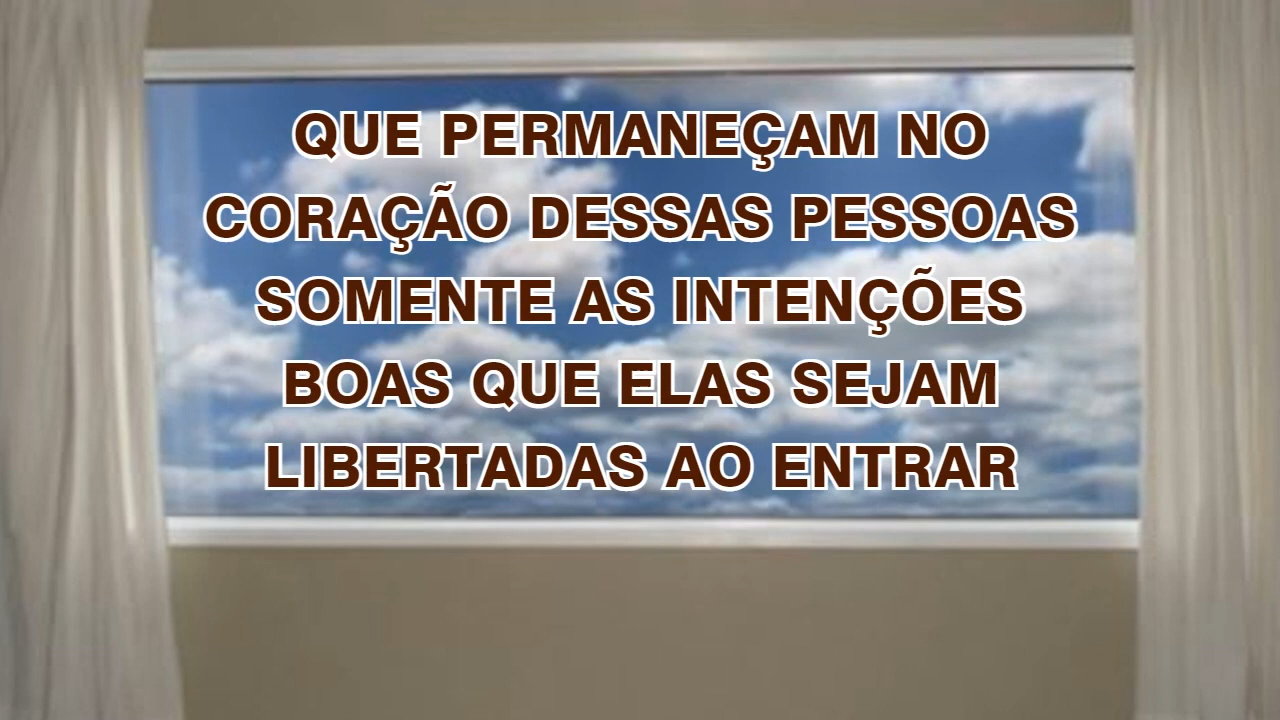 QUE PERMANEÇAM NO
CORAÇÃO DESSAS PESSOAS
SOMENTE AS INTENÇÕES
BOAS QUE ELAS SEJAM
LIBERTADAS AO ENTRAR